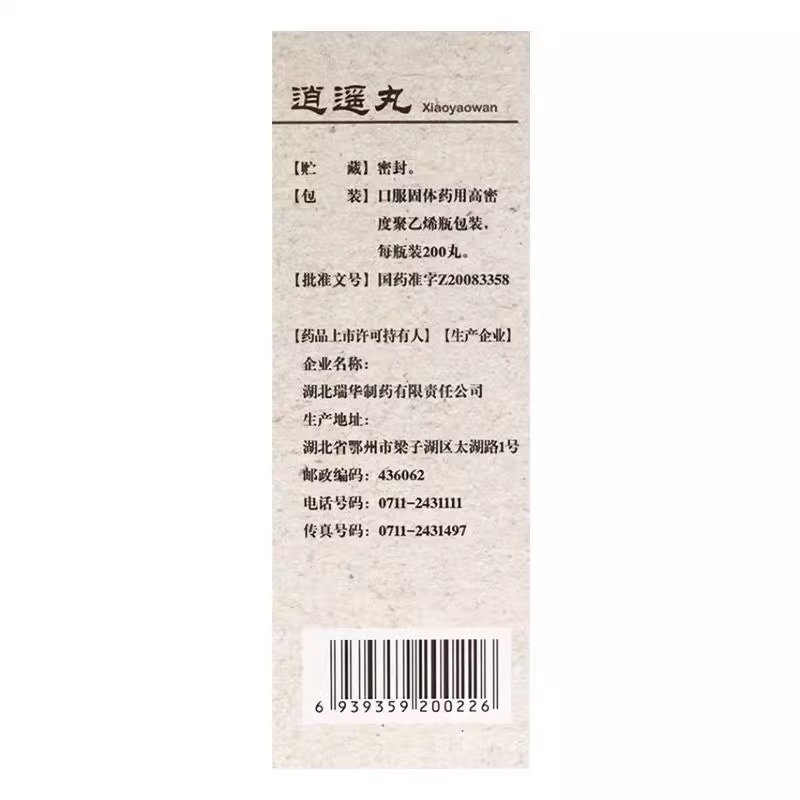 逍遥丸 Xiaoyaowan
【贮 藏】密封。
【包 装】口服固体药用高密
度聚乙烯瓶包装，
每瓶装200丸。
【批准文号】国药准字Z20083358
【药品上市许可持有人】【生产企业】
企业名称：
湖北瑞华制药有限责任公司
生产地址：
湖北省鄂州市梁子湖区太湖路1号
邮政编码：436062
电话号码：0711-2431111
传真号码：0711-2431497
6 939359 200226